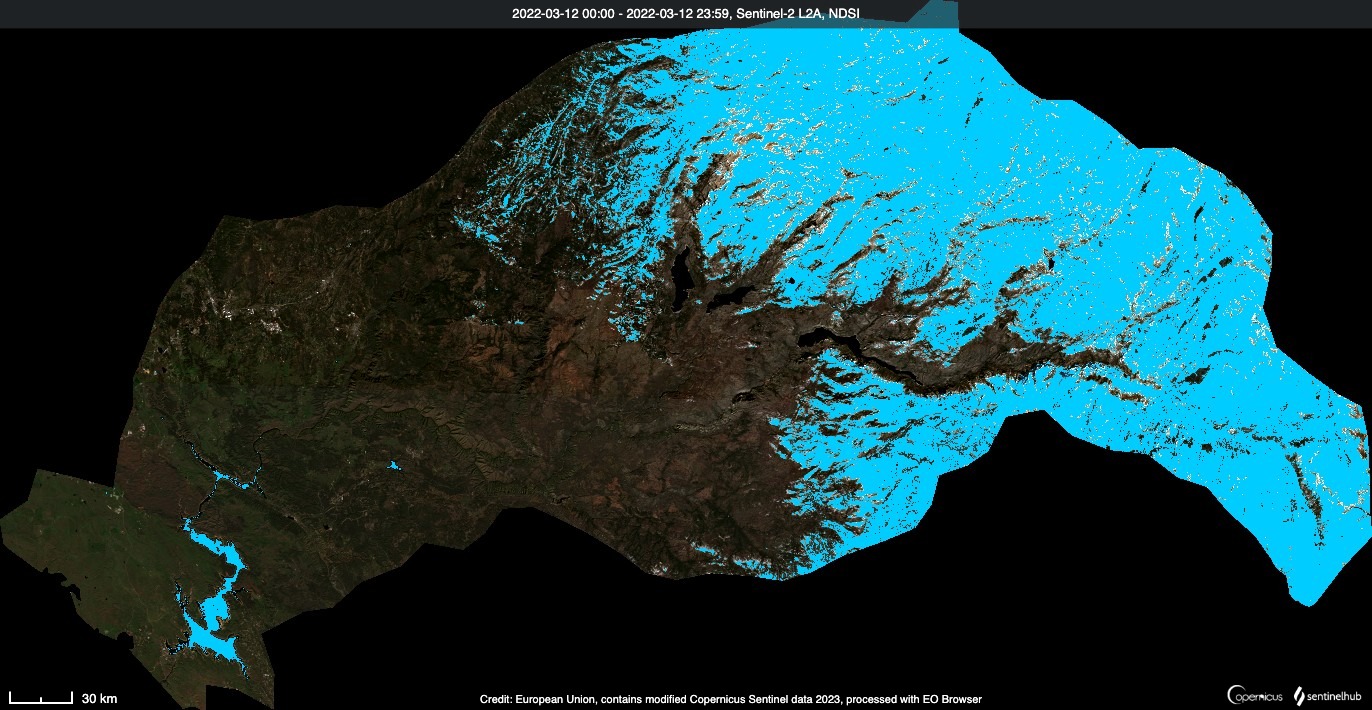 2022-03-12 00:00 - 2022-03-12 23:59, Sentinel-2 L2A, NDSI
30 km
Credit: European Union, contains modified Copernicus Sentinel data 2023, processed with EO Browser
Copernicus
sentinelhub